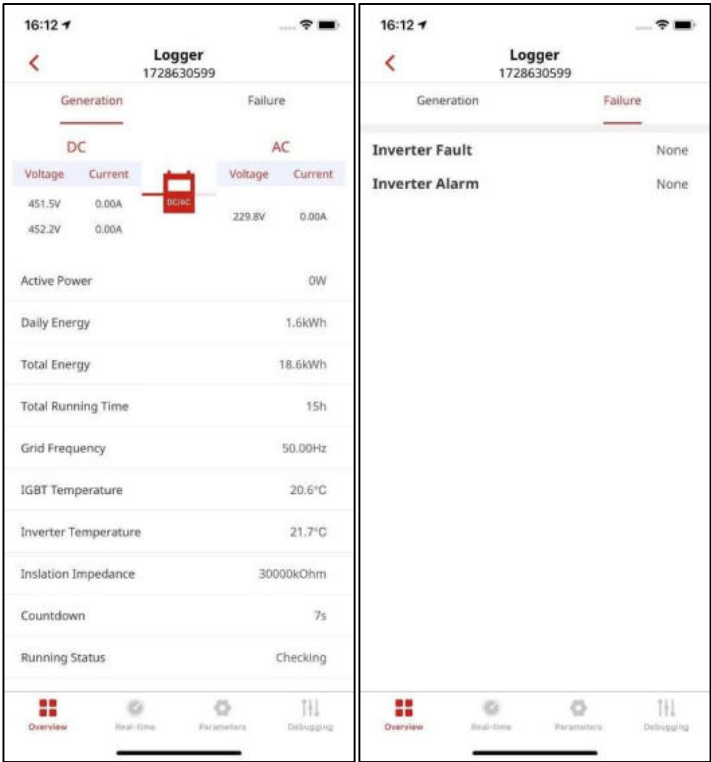 16:12
Logger
1728630599
Generation Failure
DC AC
Voltage Current Voltage Current
451.5V 0.00A
DC/AC
229.8V 0.00A
452.2V 0.00A
Active Power 0W
Daily Energy 1.6kWh
Total Energy 18.6kWh
Total Running Time 15h
Grid Frequency 50.00Hz
IGBT Temperature 20.6°C
Inverter Temperature 21.7°C
Inslation Impedance 30000kOhm
Countdown 7s
Running Status Checking
Overview Real-time Parameters Debugging
16:12
Logger
1728630599
Generation Failure
Inverter Fault None
Inverter Alarm None
Overview Real-time Parameters Debugging